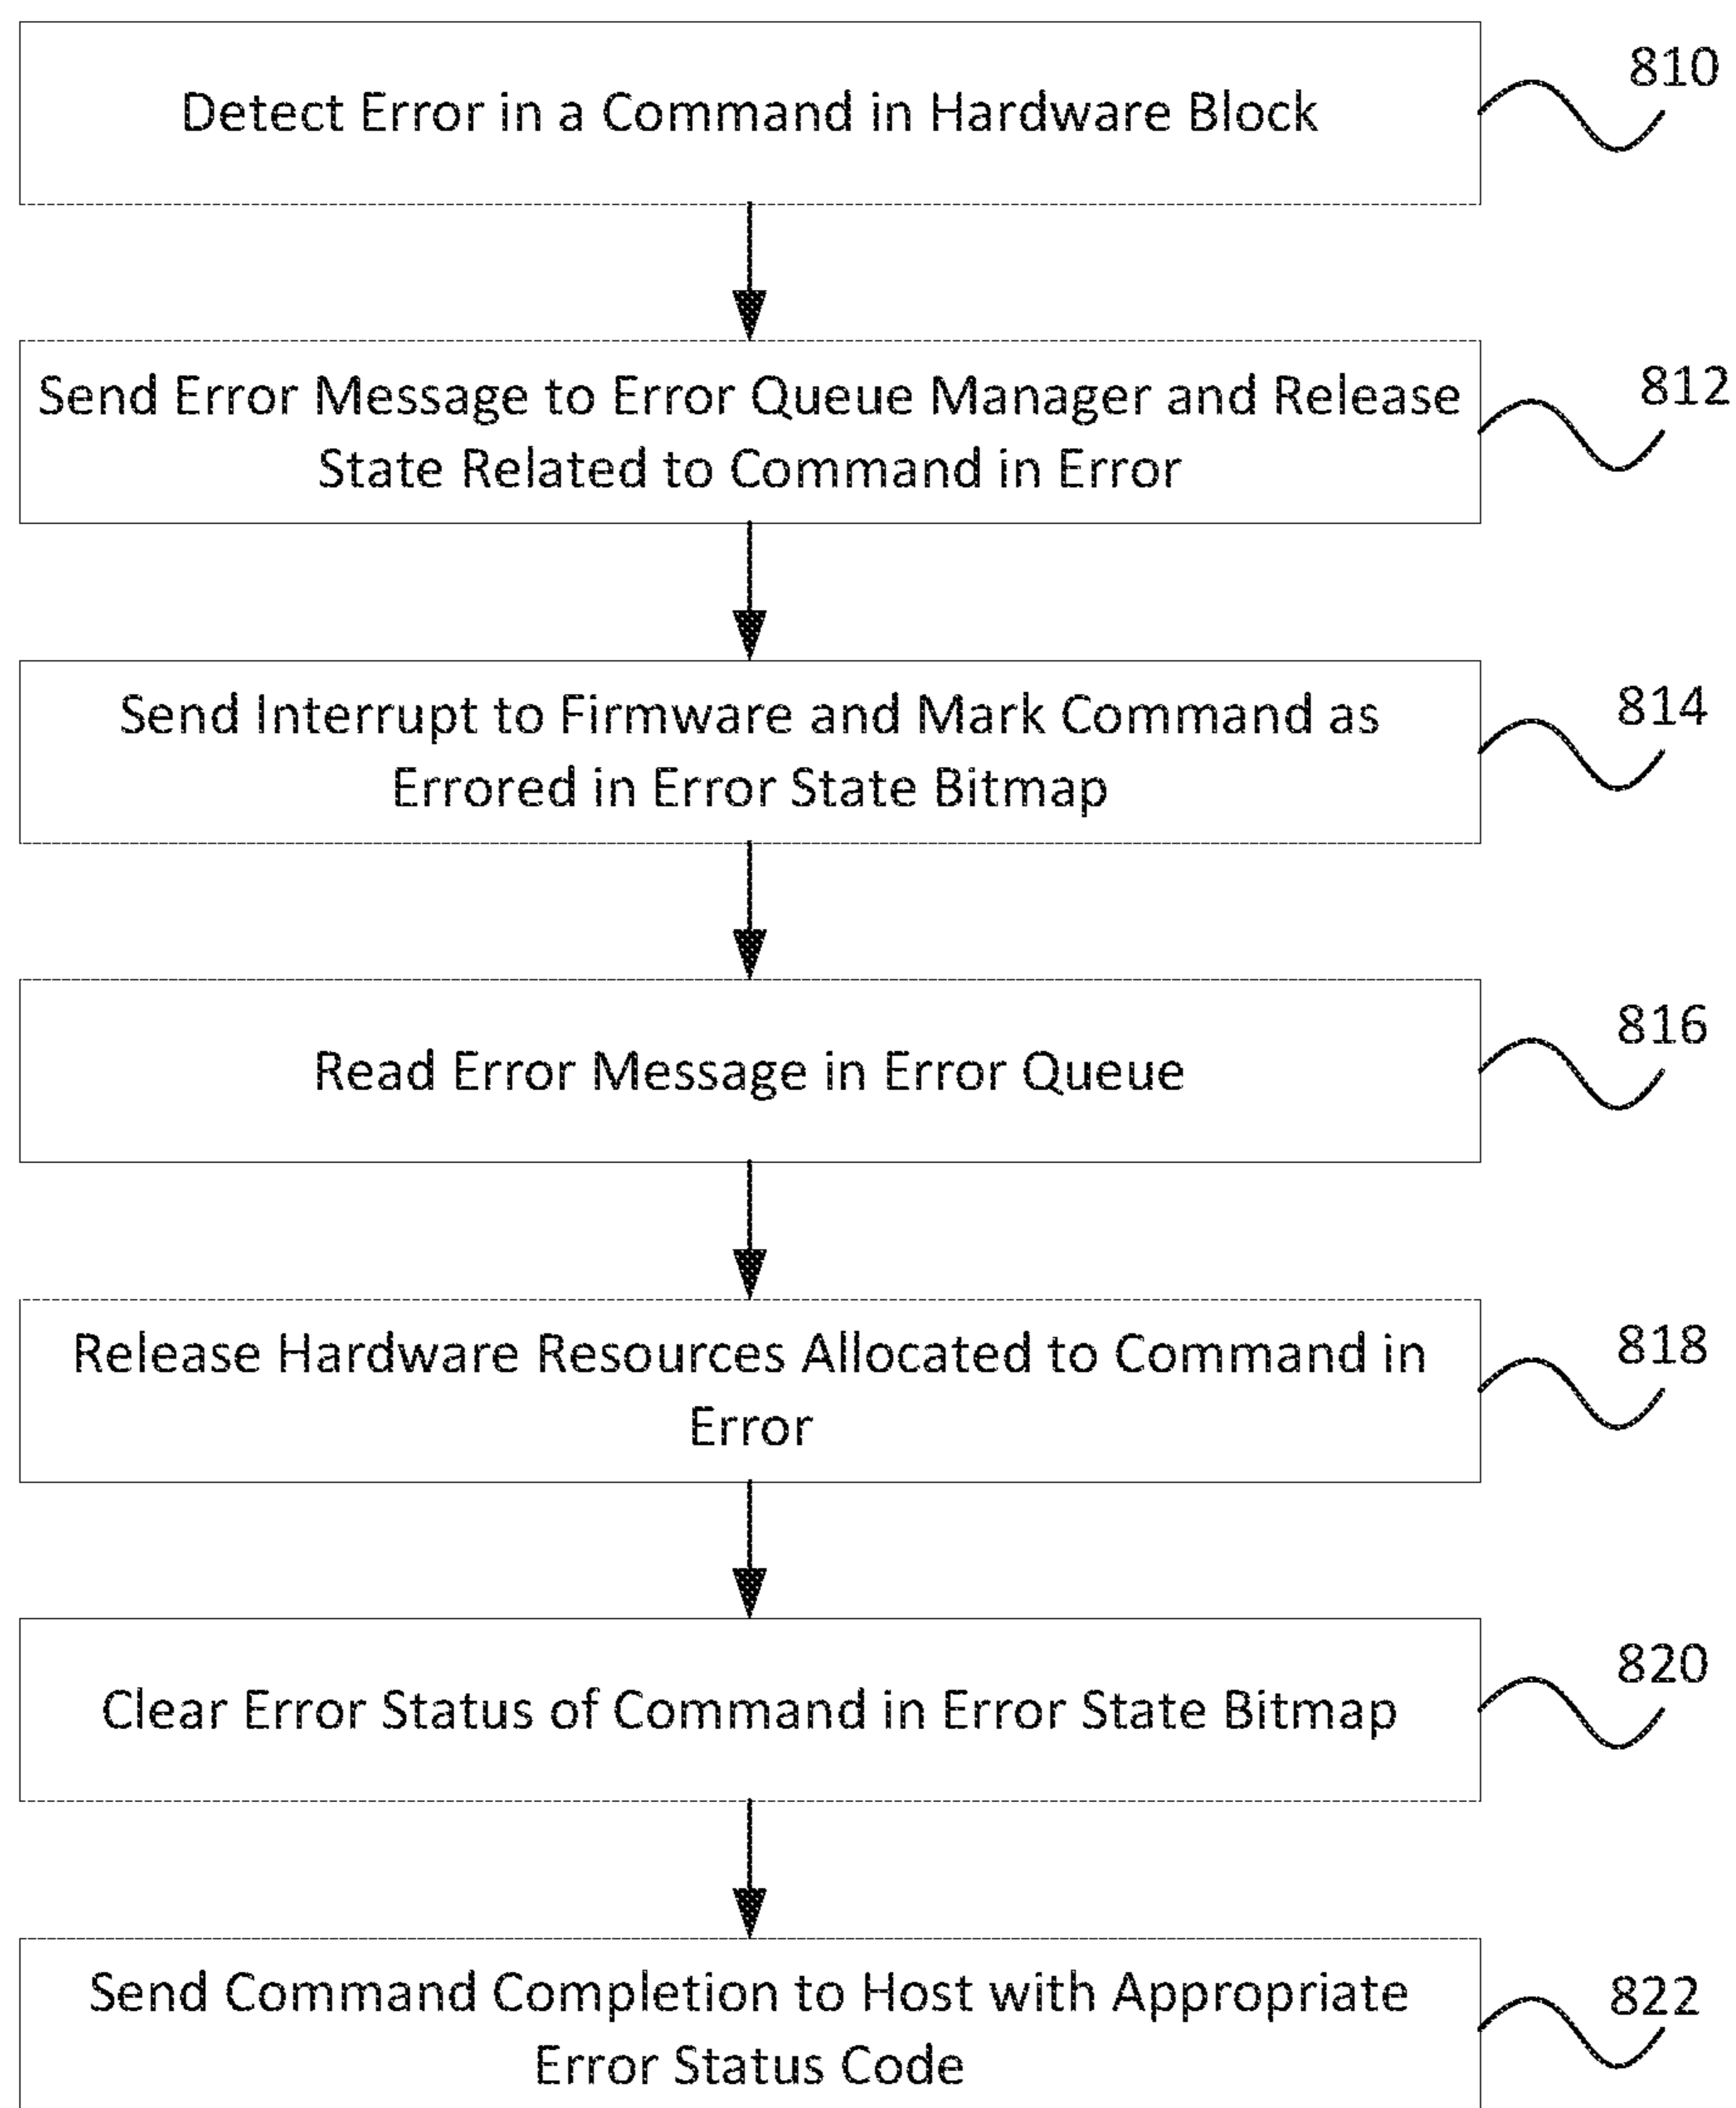 Detect Error in a Command in Hardware Block
810
Send Error Message to Error Queue Manager and Release
State Related to Command in Error
812
Send Interrupt to Firmware and Mark Command as
Errored in Error State Bitmap
814
Read Error Message in Error Queue
816
Release Hardware Resources Allocated to Command in
Error
818
Clear Error Status of Command in Error State Bitmap
820
Send Command Completion to Host with Appropriate
Error Status Code
822